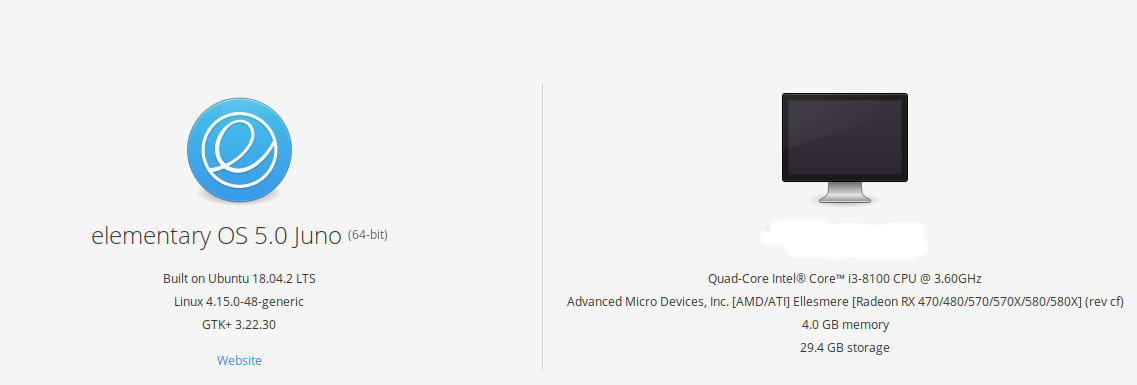 elementary OS 5.0 Juno (64-bit)
Built on Ubuntu 18.04.2 LTS
Linux 4.15.0-48-generic
GTK+ 3.22.30
Website
Quad-Core Intel® Core™ i3-8100 CPU @ 3.60GHz
Advanced Micro Devices, Inc. [AMD/ATI] Ellesmere [Radeon RX 470/480/570/570X/580/580X] (rev cf)
4.0 GB memory
29.4 GB storage